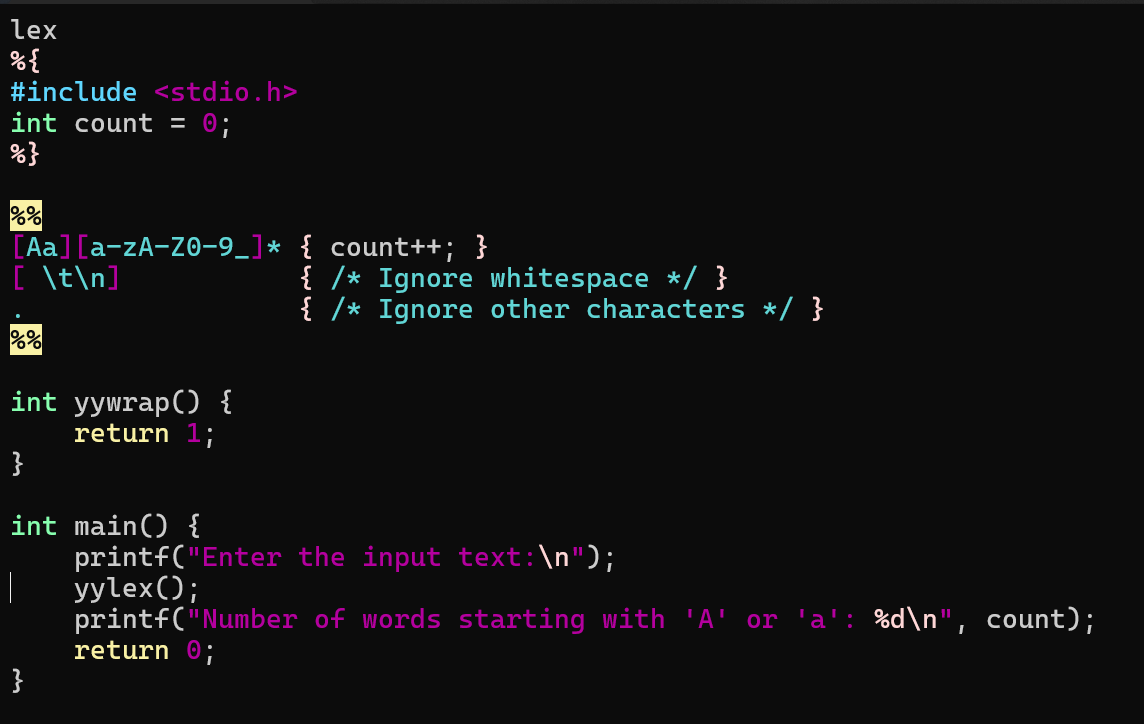 lex
%{
#include <stdio.h>
int count = 0;
%}

%%
[Aa][a-zA-Z0-9_]* { count++; }
[ \t\n]           { /* Ignore whitespace */ }
.                 { /* Ignore other characters */ }
%%

int yywrap() {
    return 1;
}

int main() {
    printf("Enter the input text:\n");
    yylex();
    printf("Number of words starting with 'A' or 'a': %d\n", count);
    return 0;
}